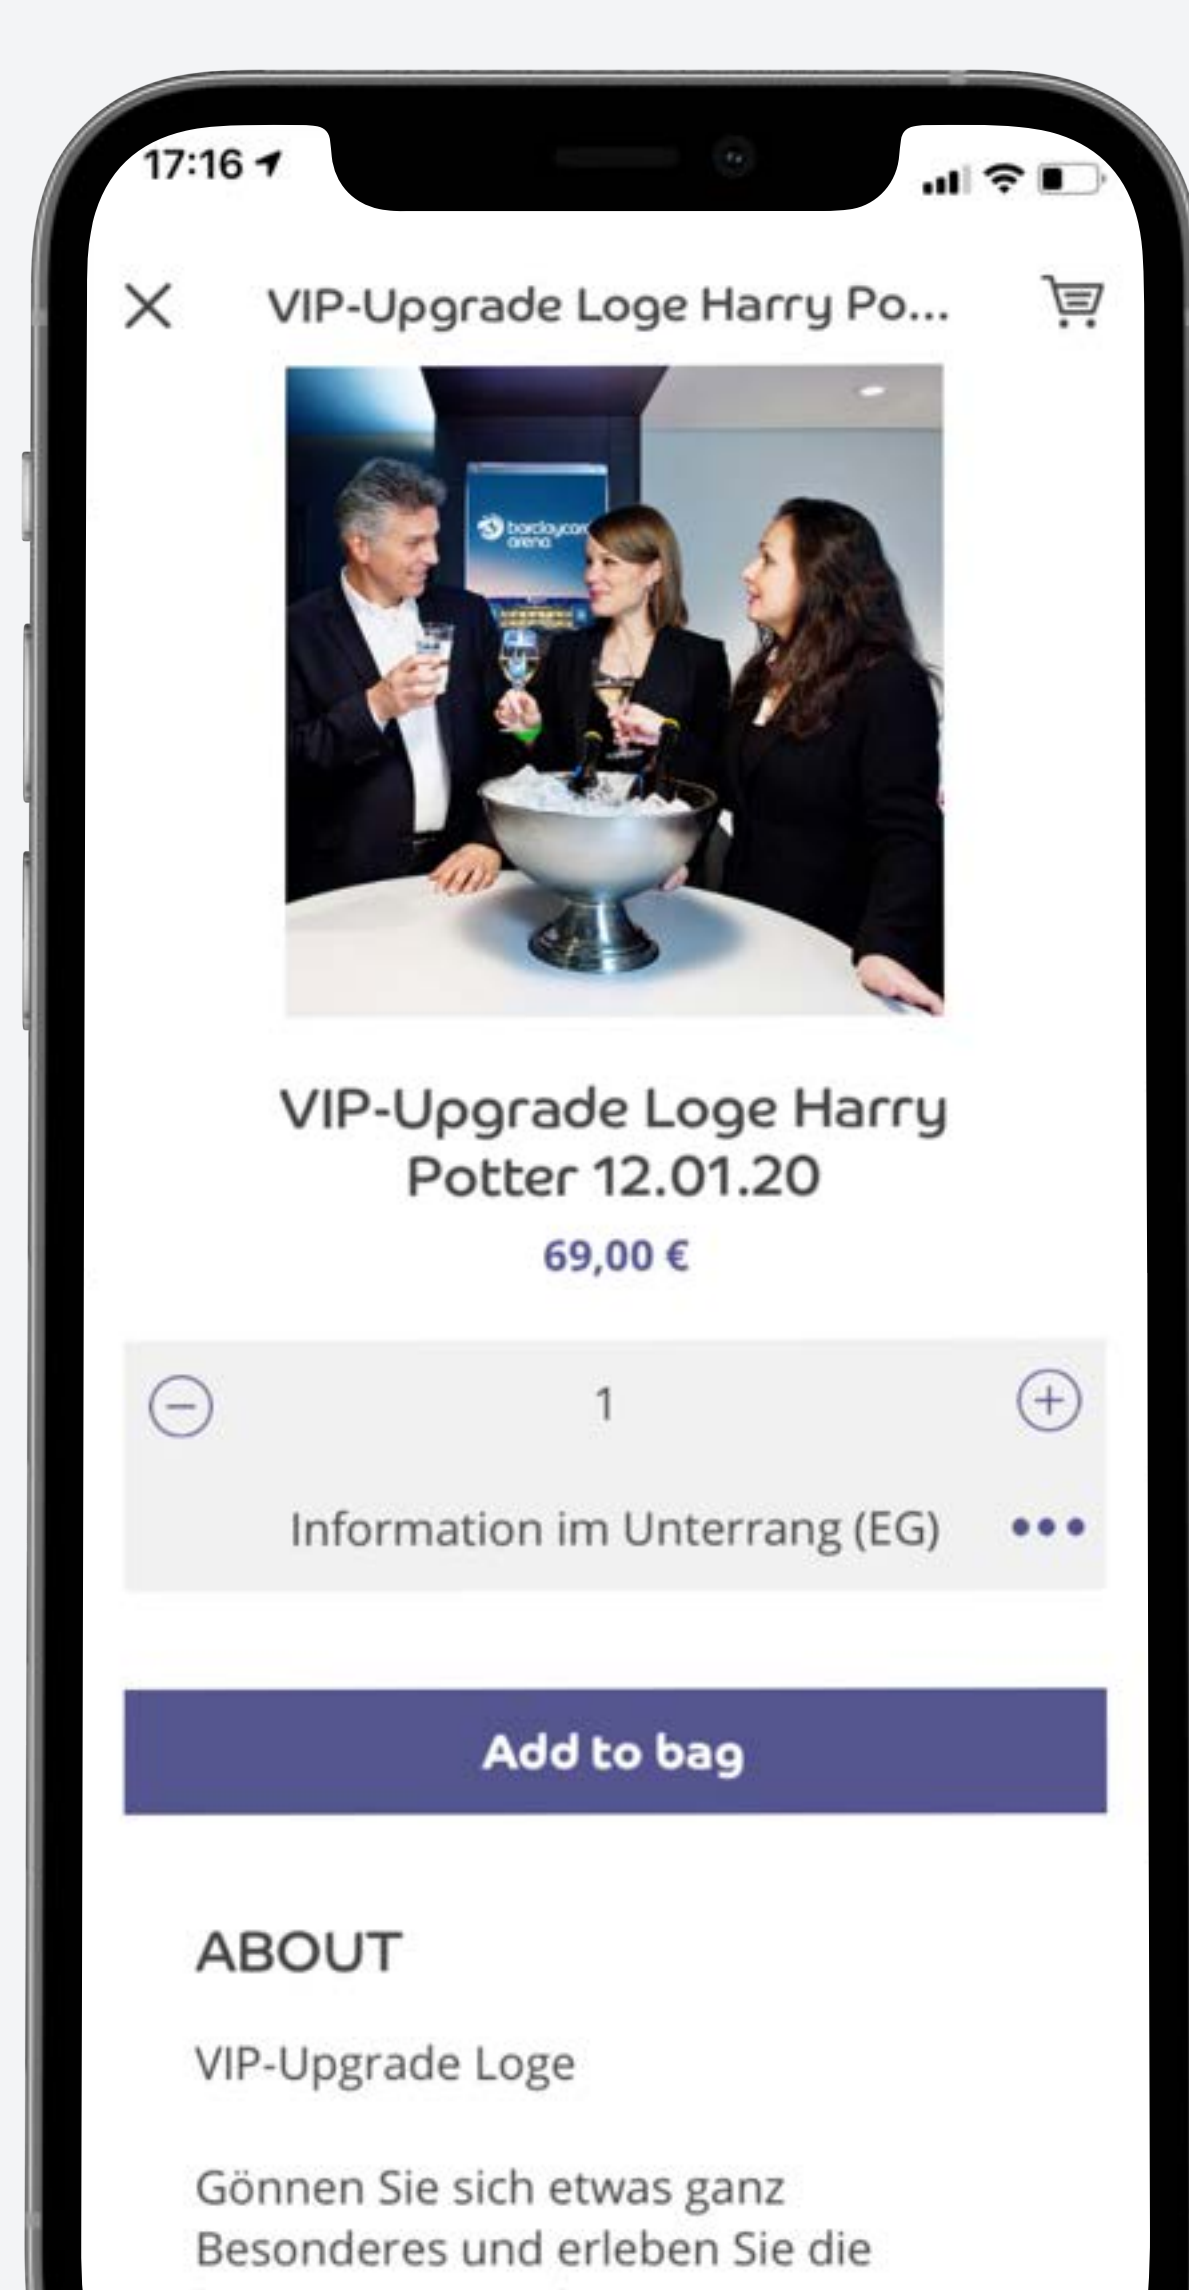 17:16
VIP-Upgrade Loge Harry Po...
barclaycard
arena
VIP-Upgrade Loge Harry
Potter 12.01.20
69,00 €
1
Information im Unterrang (EG)
Add to bag
ABOUT
VIP-Upgrade Loge
Gönnen Sie sich etwas ganz
Besonderes und erleben Sie die